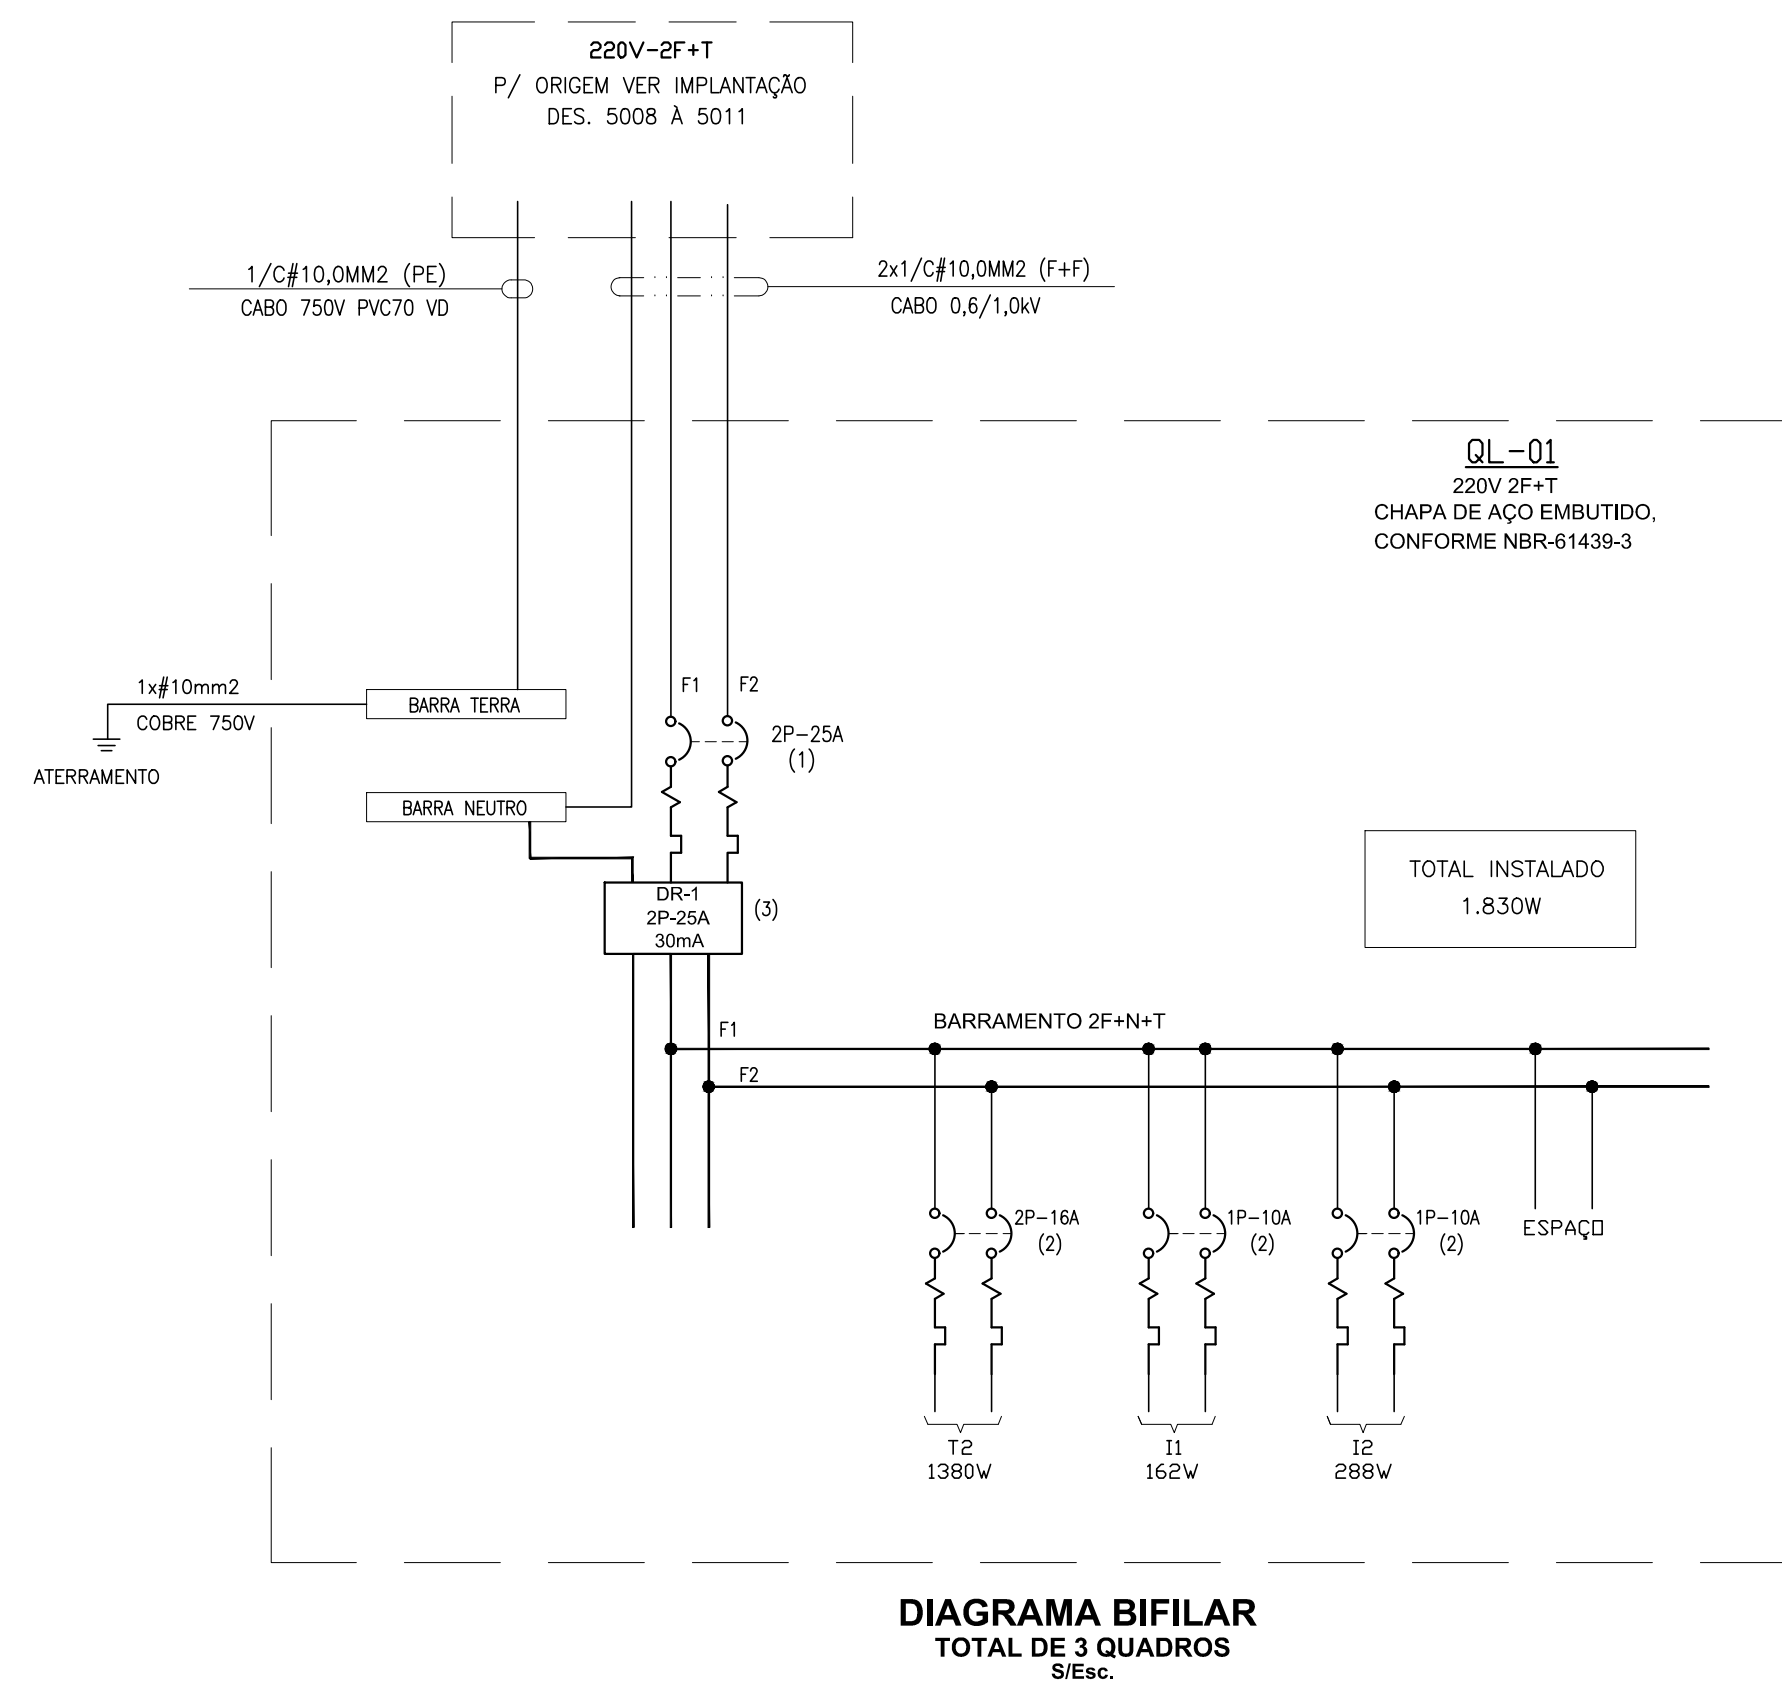 220V-2F+T
P/ ORIGEM VER IMPLANTAÇÃO
DES. 5008 À 5011
1/C#10,0MM2 (PE)
CABO 750V PVC70 VD
2x1/C#10,0MM2 (F+F)
CABO 0,6/1,0kV
QL-01
220V 2F+T
CHAPA DE AÇO EMBUTIDO,
CONFORME NBR-61439-3
1x#10mm2
COBRE 750V
ATERRAMENTO
BARRA TERRA
F1
F2
2P-25A
(1)
BARRA NEUTRO
DR-1
2P-25A
30mA
(3)
TOTAL INSTALADO
1.830W
BARRAMENTO 2F+N+T
F1
F2
2P-16A
(2)
1P-10A
(2)
1P-10A
(2)
ESPAÇO
T2
1380W
I1
162W
I2
288W
DIAGRAMA BIFILAR
TOTAL DE 3 QUADROS
S/Esc.